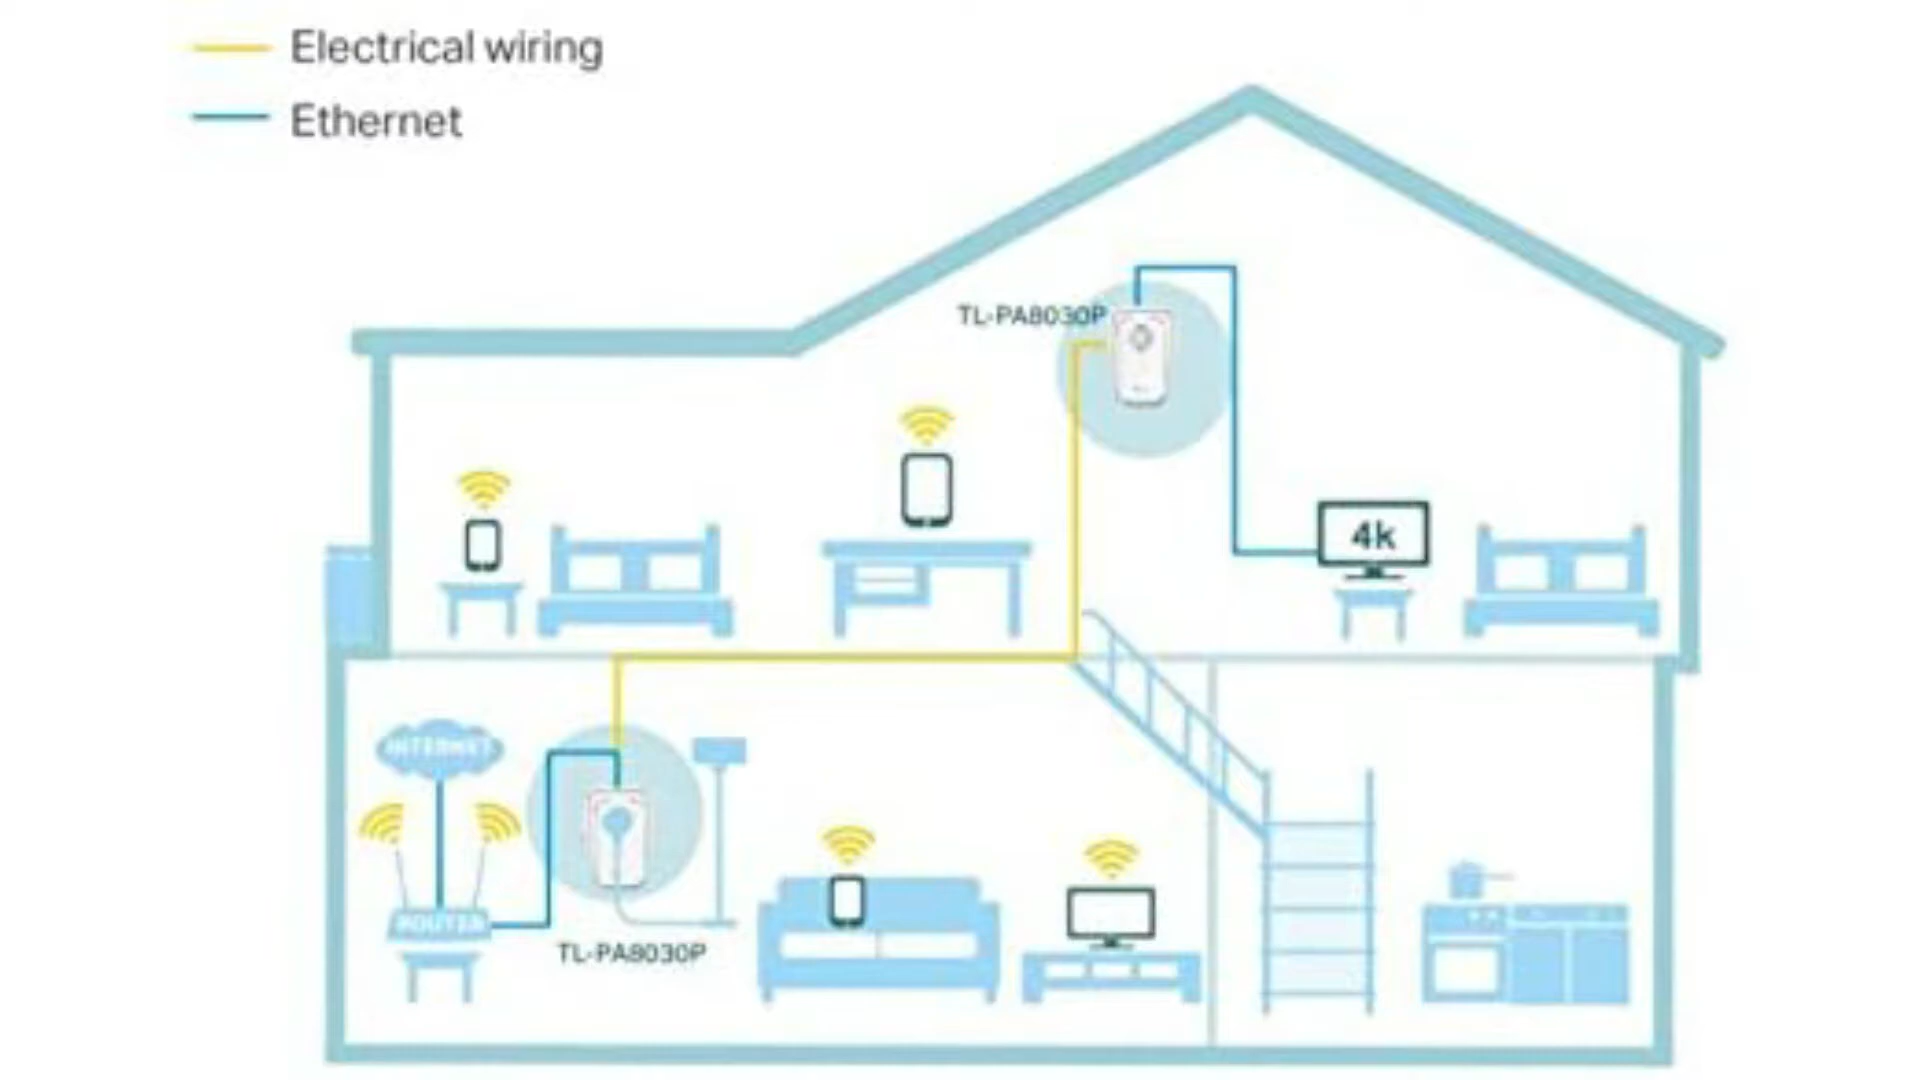 Electrical wiring
Ethernet
TL-PA8030P
4k
INTERNET
ROUTER
TL-PA8030P